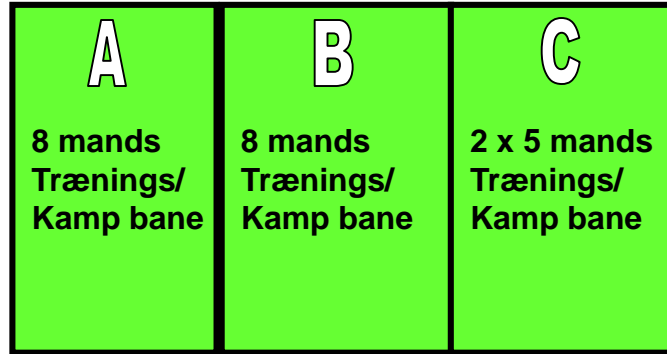 A
8 mands
Trænings/
Kamp bane
B
8 mands
Trænings/
Kamp bane
C
2 x 5 mands
Trænings/
Kamp bane